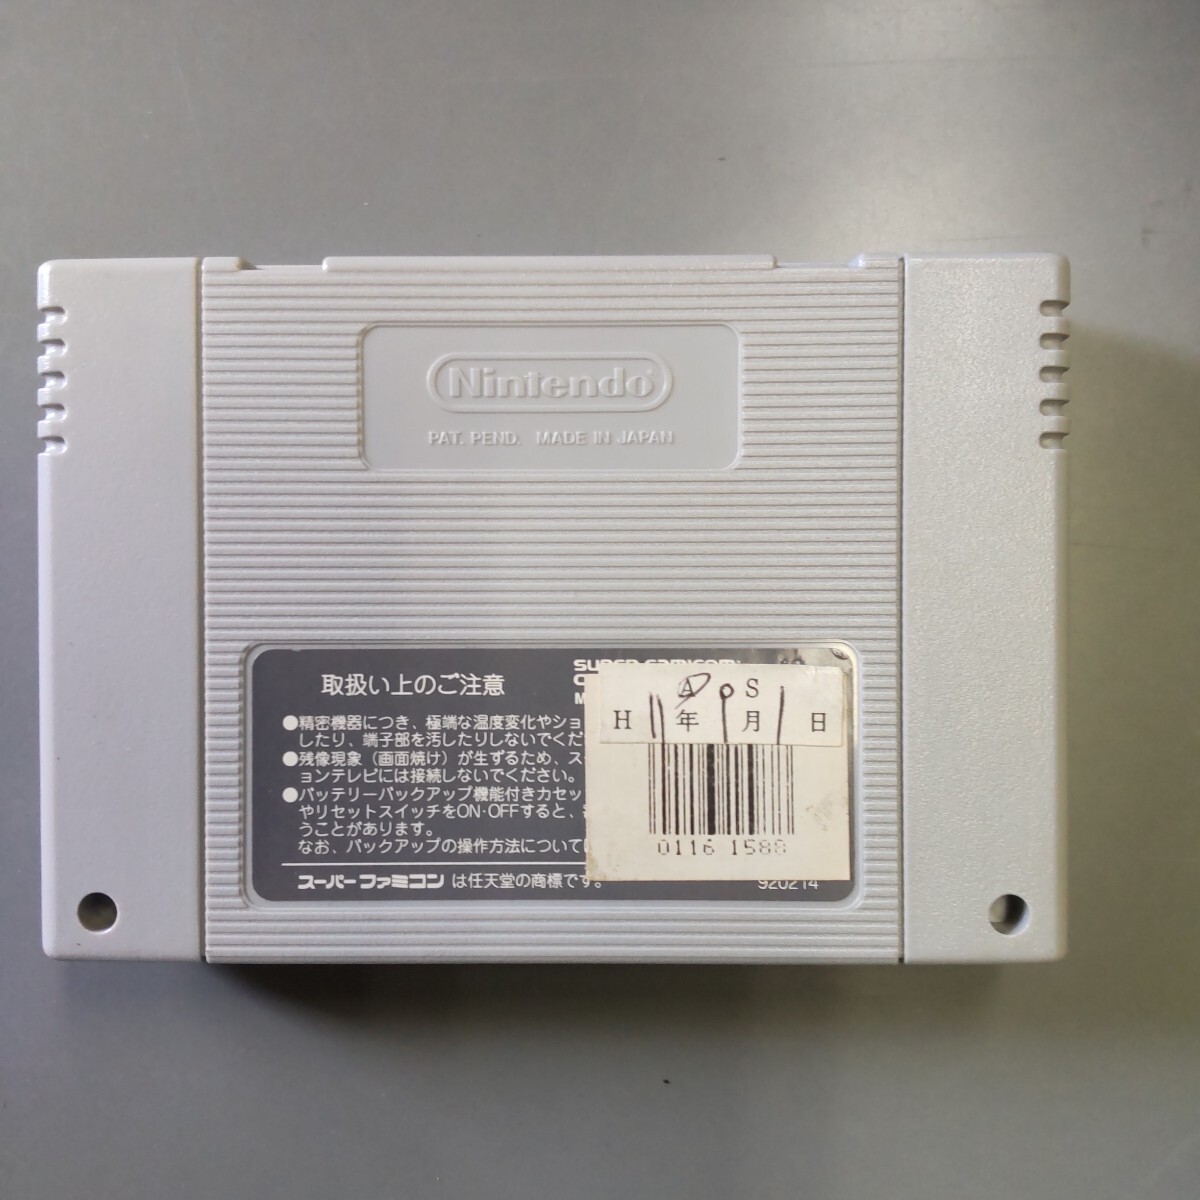 Nintendo
PAT. PEND. MADE IN JAPAN
取扱い上のご注意
SUPER FAMICOM
●精密機器につき、極端な温度変化やショ
したり、端子部を汚したりしないでくだ
●残像現象（画面焼け）が生ずるため、ス
ョンテレビには接続しないでください。
●バッテリーバックアップ機能付きカセッ
やリセットスイッチをON・OFFすると、
うことがあります。
なお、バックアップの操作方法については
スーパーファミコン は任天堂の商標です。
920214
A S
H 11 年 月 1 日
0116 1588